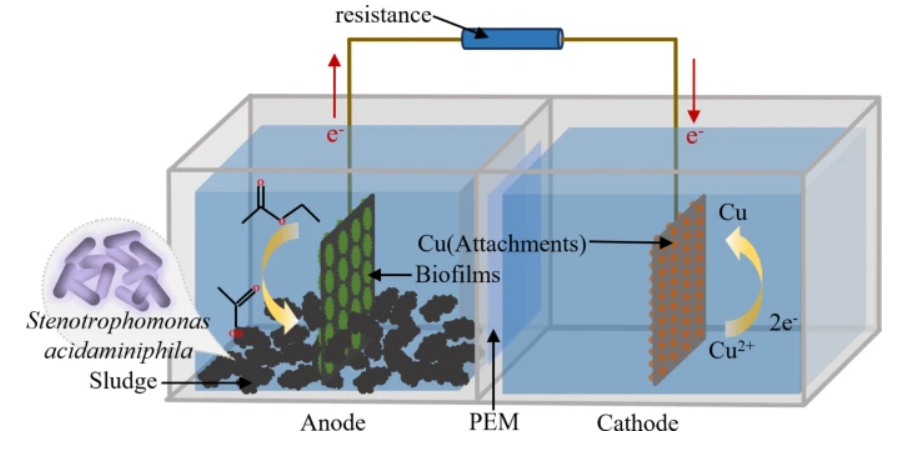 resistance
e⁻
e⁻
Cu
Cu(Attachments)
Biofilms
Stenotrophomonas
acidaminiphila
2e⁻
Cu²⁺
Sludge
Anode
PEM
Cathode